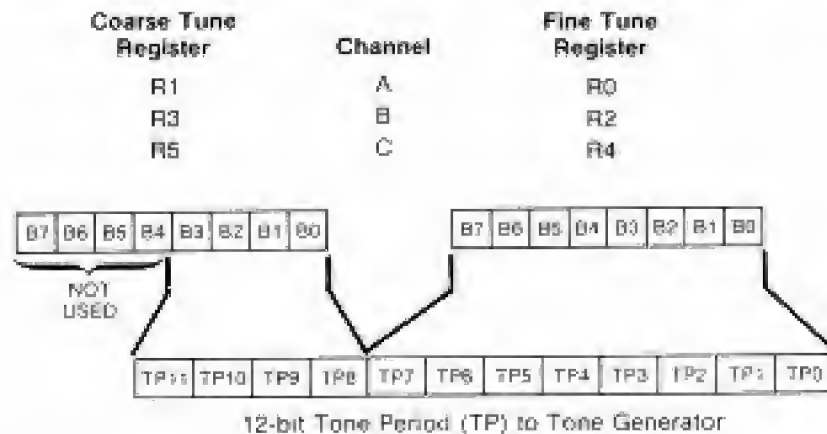 Coarse Tune Register
Channel
Fine Tune Register
R1 A R0
R3 B R2
R5 C R4
B7 B6 B5 B4 B3 B2 B1 B0
B7 B6 B5 B4 B3 B2 B1 B0
NOT USED
TP11 TP10 TP9 TP8 TP7 TP6 TP5 TP4 TP3 TP2 TP1 TP0
12-bit Tone Period (TP) to Tone Generator